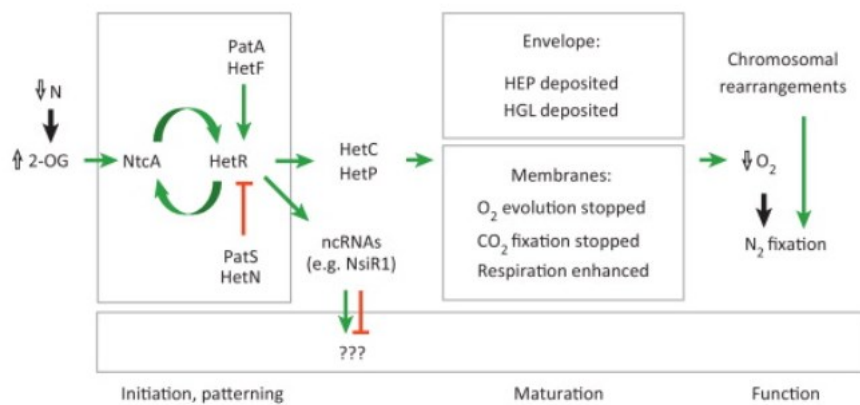 PatA
HetF
⇩ N
⇧ 2-OG
NtcA
HetR
PatS
HetN
HetC
HetP
ncRNAs
(e.g. NsiR1)
???
Envelope:
HEP deposited
HGL deposited
Membranes:
O₂ evolution stopped
CO₂ fixation stopped
Respiration enhanced
Chromosomal
rearrangements
⇩ O₂
N₂ fixation
Initiation, patterning
Maturation
Function